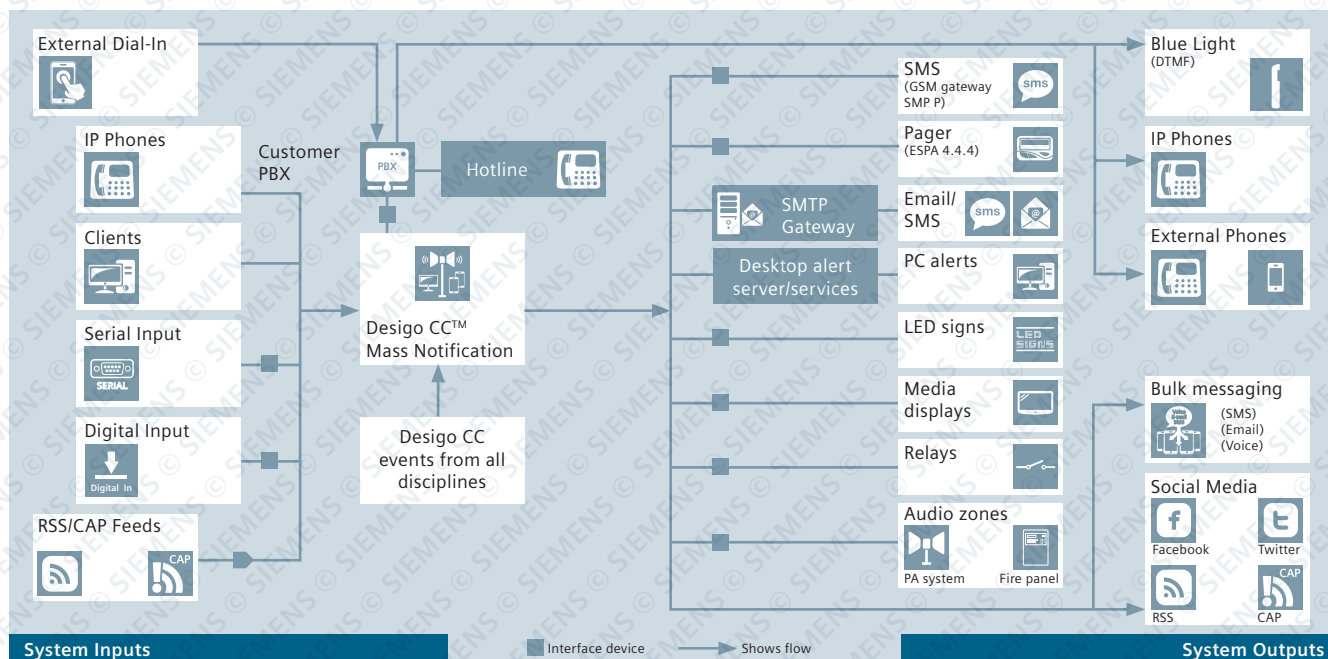 External Dial-In
IP Phones
Customer
PBX
PBX
Hotline
Clients
Serial Input
SERIAL
Digital Input
Digital In
RSS/CAP Feeds
CAP
Desigo CC™
Mass Notification
Desigo CC
events from all
disciplines
SMS
(GSM gateway
SMP P)
sms
Pager
(ESPA 4.4.4)
SMTP
Gateway
Email/
SMS
sms
Desktop alert
server/services
PC alerts
LED signs
LED
SIGNS
Media
displays
Relays
Audio zones
PA system
Fire panel
Blue Light
(DTMF)
IP Phones
External Phones
Bulk messaging
(SMS)
(Email)
(Voice)
Social Media
Facebook
Twitter
RSS
CAP
CAP
System Inputs
Interface device
Shows flow
System Outputs
© SIEMENS